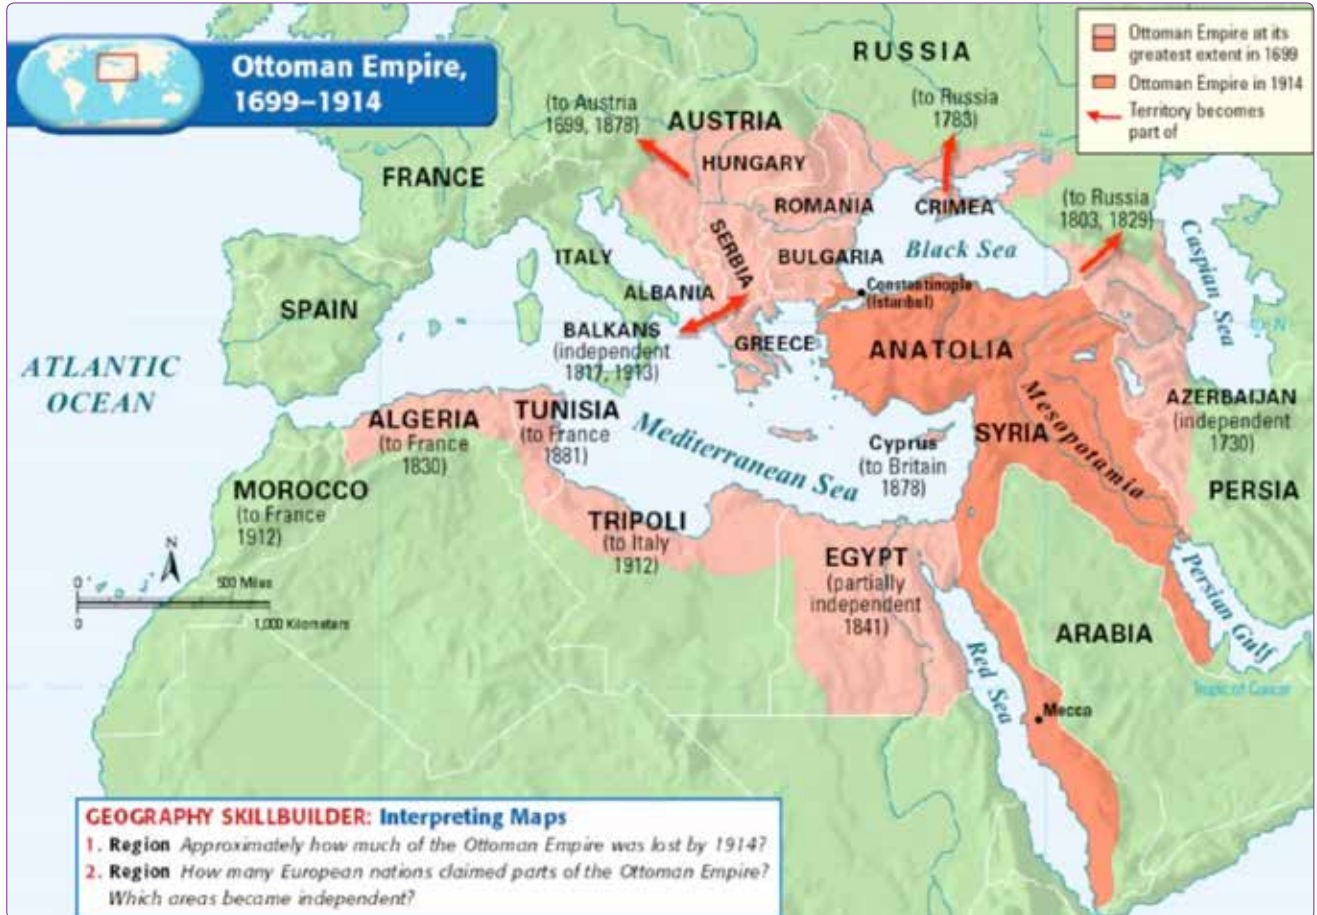 Ottoman Empire,
1699–1914
Ottoman Empire at its
greatest extent in 1699
Ottoman Empire in 1914
Territory becomes
part of
RUSSIA
(to Austria
1699, 1878)
(to Russia
1783)
AUSTRIA
HUNGARY
FRANCE
ROMANIA
CRIMEA
(to Russia
1803, 1829)
Caspian Sea
SERBIA
BULGARIA
Black Sea
ITALY
ALBANIA
Constantinople
(Istanbul)
SPAIN
BALKANS
(independent
1817, 1913)
GREECE
ANATOLIA
ATLANTIC
OCEAN
AZERBAIJAN
(independent
1730)
ALGERIA
(to France
1830)
TUNISIA
(to France
1881)
Mediterranean Sea
Cyprus
(to Britain
1878)
SYRIA
Mesopotamia
PERSIA
MOROCCO
(to France
1912)
TRIPOLI
(to Italy
1912)
EGYPT
(partially
independent
1841)
N
0
500 Miles
0
1,000 Kilometers
Persian Gulf
ARABIA
Red Sea
Tropic of Cancer
Mecca
GEOGRAPHY SKILLBUILDER: Interpreting Maps
1. Region Approximately how much of the Ottoman Empire was lost by 1914?
2. Region How many European nations claimed parts of the Ottoman Empire?
Which areas became independent?